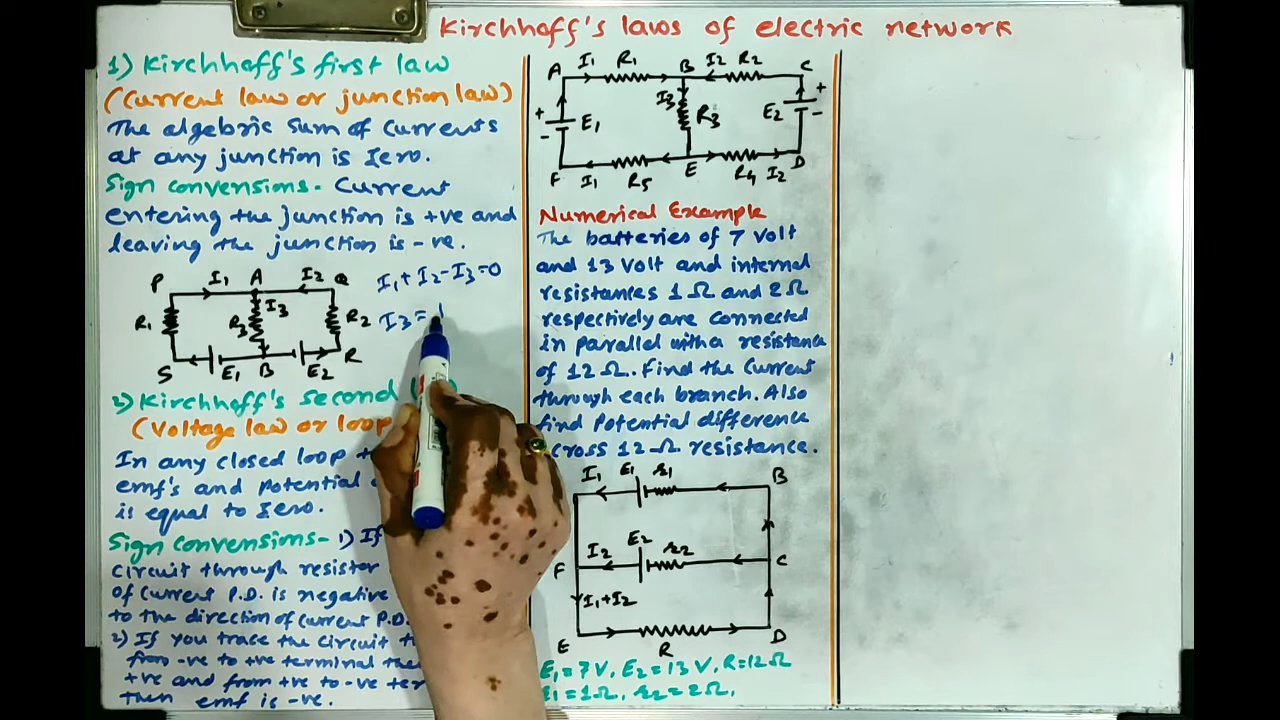 Kirchhoff's laws of electric network
1) Kirchhoff's first law
(Current law or junction law)
The algebric sum of currents
at any junction is zero.
Sign convensions - Current
entering the junction is +ve and
leaving the junction is -ve.
P I1 A I2 Q
I1 + I2 - I3 = 0
R1 R3 I3 R2
I3 =
S E1 B E2 R
2) Kirchhoff's second
(Voltage law or loop
In any closed loop
emf's and potential
is equal to zero.
Sign convensions - 1) If
circuit through resistor
of current P.D. is negative
to the direction of current P.D.
2) If you trace the circuit
from -ve to +ve terminal
+ve and from +ve to -ve
then emf is -ve.
A I1 R1 B I2 R2 C
+ I3 R3 +
- E1 E2 -
F I1 R5 E R4 I2 D
Numerical Example
The batteries of 7 Volt
and 13 Volt and internal
resistances 1 Ω and 2 Ω
respectively are connected
in parallel with a resistance
of 12 Ω. Find the current
through each branch. Also
find potential difference
across 12 Ω resistance.
I1 E1 r1 B
I2 E2 r2
F C
I1+I2
E R D
E1 = 7 V, E2 = 13 V, R = 12 Ω
r1 = 1 Ω, r2 = 2 Ω,